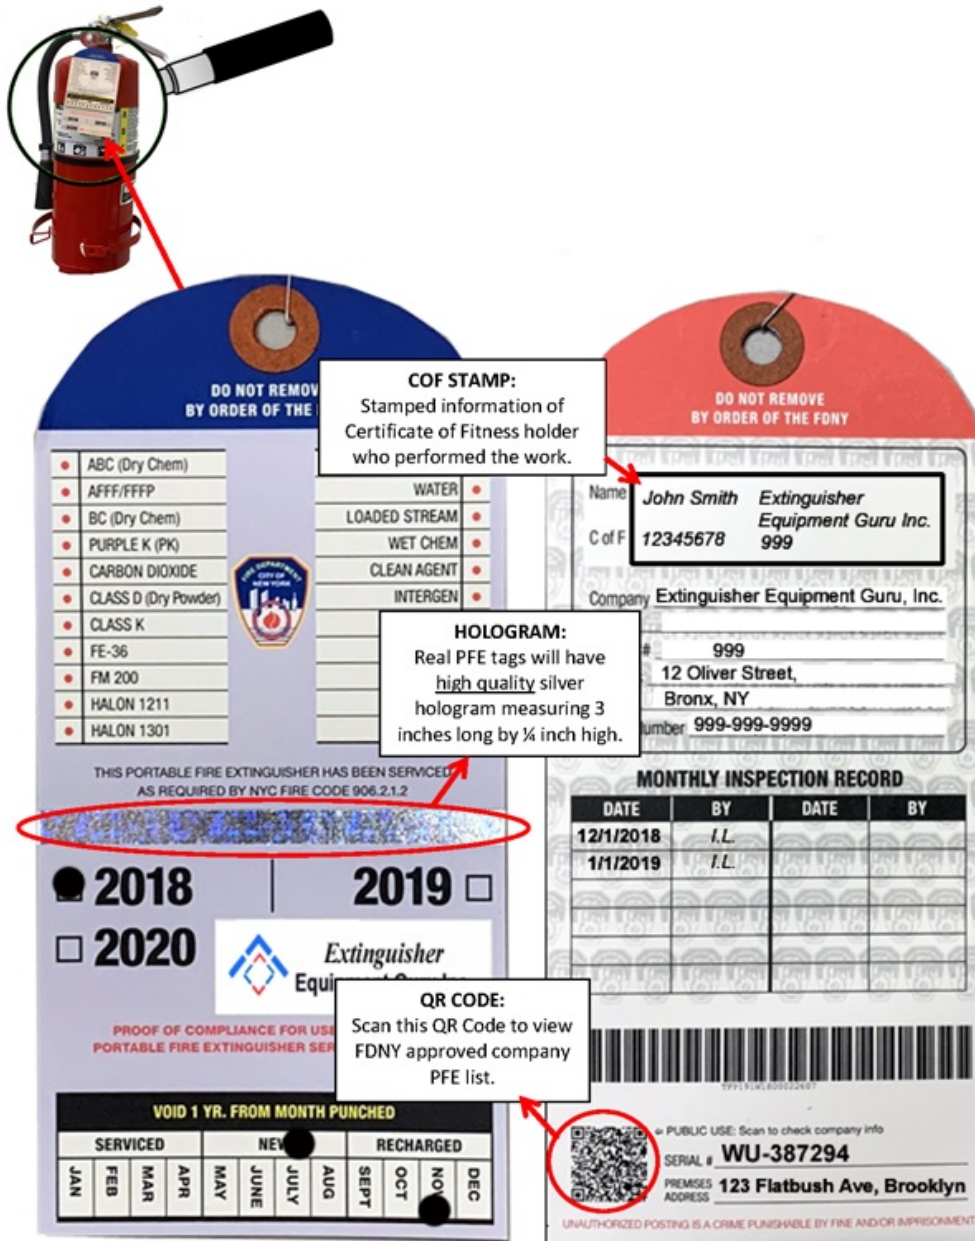 DO NOT REMOV
BY ORDER OF THE
ABC (Dry Chem)
AFFF/FFFP
BC (Dry Chem)
PURPLE K (PK)
CARBON DIOXIDE
CLASS D (Dry Powder)
CLASS K
FE-36
FM 200
HALON 1211
HALON 1301
WATER
LOADED STREAM
WET CHEM
CLEAN AGENT
INTERGEN
FIRE DEPARTMENT
CITY OF
NEW YORK
THIS PORTABLE FIRE EXTINGUISHER HAS BEEN SERVICED
AS REQUIRED BY NYC FIRE CODE 906.2.1.2
2018 2019
2020
Extinguisher
PROOF OF COMPLIANCE FOR USE
PORTABLE FIRE EXTINGUISHER SER
VOID 1 YR. FROM MONTH PUNCHED
SERVICED NEW RECHARGED
JAN FEB MAR APR MAY JUNE JULY AUG SEPT OCT NOV DEC
COF STAMP:
Stamped information of
Certificate of Fitness holder
who performed the work.
HOLOGRAM:
Real PFE tags will have
high quality silver
hologram measuring 3
inches long by ¼ inch high.
QR CODE:
Scan this QR Code to view
FDNY approved company
PFE list.
DO NOT REMOVE
BY ORDER OF THE FDNY
Name John Smith Extinguisher
Equipment Guru Inc.
C of F 12345678 999
Company Extinguisher Equipment Guru, Inc.
# 999
12 Oliver Street,
Bronx, NY
umber 999-999-9999
MONTHLY INSPECTION RECORD
DATE BY DATE BY
12/1/2018 I.L.
1/1/2019 I.L.
PUBLIC USE: Scan to check company info
SERIAL # WU-387294
PREMISES
ADDRESS 123 Flatbush Ave, Brooklyn
UNAUTHORIZED POSTING IS A CRIME PUNISHABLE BY FINE AND/OR IMPRISONMENT